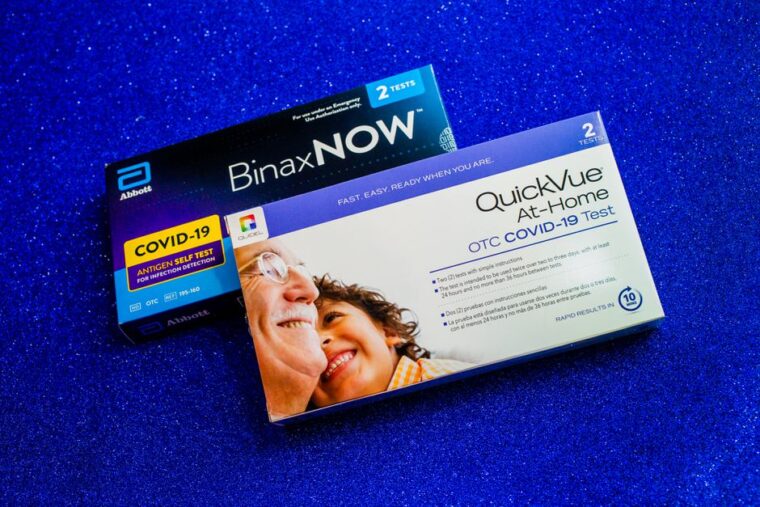 2 TESTS
For use under an Emergency
Use Authorization only.
BinaxNOW™
Abbott
COVID-19
ANTIGEN SELF TEST
FOR INFECTION DETECTION
OTC REF 195-160
Abbott
2
TESTS
FAST. EASY. READY WHEN YOU ARE.
QUIDEL
QuickVue®
At-Home
OTC COVID-19 Test
• Two (2) tests with simple instructions
• The test is intended to be used twice over two to three days, with at least
24 hours and no more than 36 hours between tests.
• Dos (2) pruebas con instrucciones sencillas
• La prueba está diseñada para usarse dos veces durante dos o tres días,
con al menos 24 horas y no más de 36 horas entre pruebas.
RAPID RESULTS IN
10